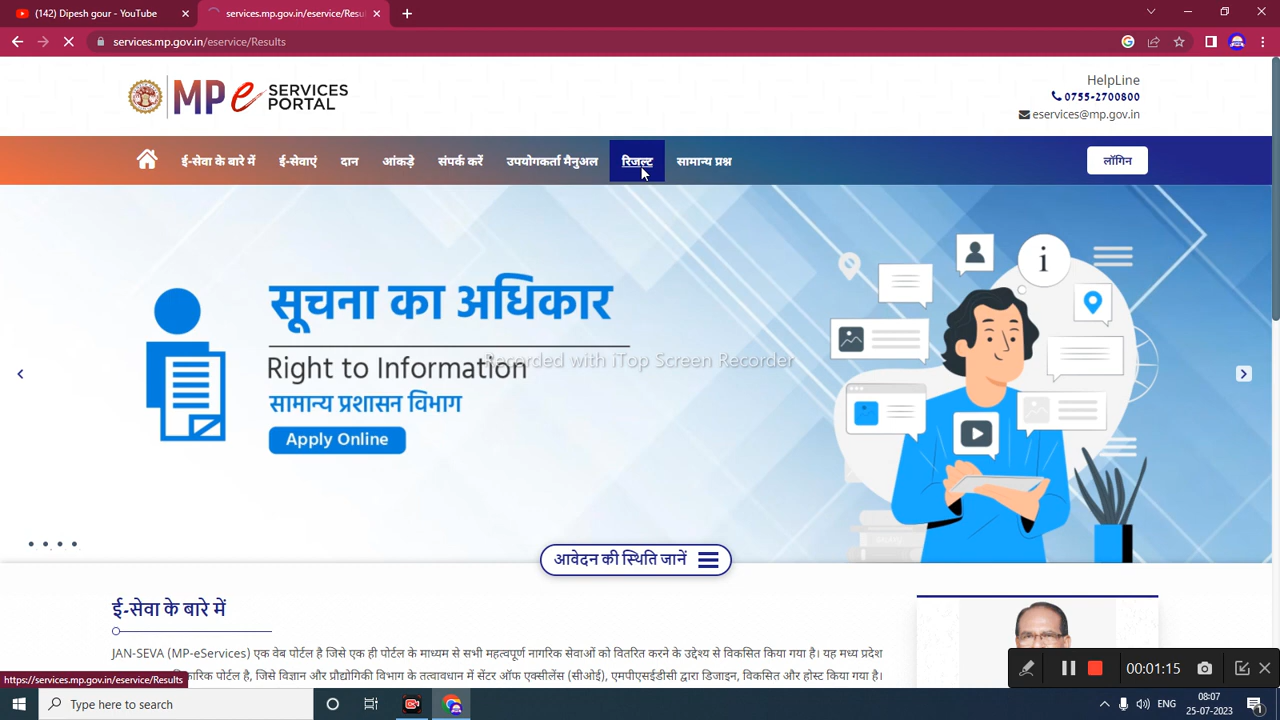 (142) Dipesh gour - YouTube
services.mp.gov.in/eservice/Resu
services.mp.gov.in/eservice/Results
MP e SERVICES PORTAL
HelpLine
0755-2700800
eservices@mp.gov.in
ई-सेवा के बारे में ई-सेवाएं दान आंकड़े संपर्क करें उपयोगकर्ता मैनुअल रिजल्ट सामान्य प्रश्न लॉगिन
सूचना का अधिकार
Right to Information
सामान्य प्रशासन विभाग
Apply Online
i
Recorded with iTop Screen Recorder
आवेदन की स्थिति जानें
ई-सेवा के बारे में
JAN-SEVA (MP-eServices) एक वेब पोर्टल है जिसे एक ही पोर्टल के माध्यम से सभी महत्वपूर्ण नागरिक सेवाओं को वितरित करने के उद्देश्य से विकसित किया गया है। यह मध्य प्रदेश
पोर्टल है, जिसे विज्ञान और प्रौद्योगिकी विभाग के तत्वावधान में सेंटर ऑफ एक्सीलेंस (सीओई), एमपीएसईडीसी द्वारा डिजाइन, विकसित और होस्ट किया गया है।
https://services.mp.gov.in/eservice/Results
00:01:15
Type here to search
ENG
08:07
25-07-2023
1